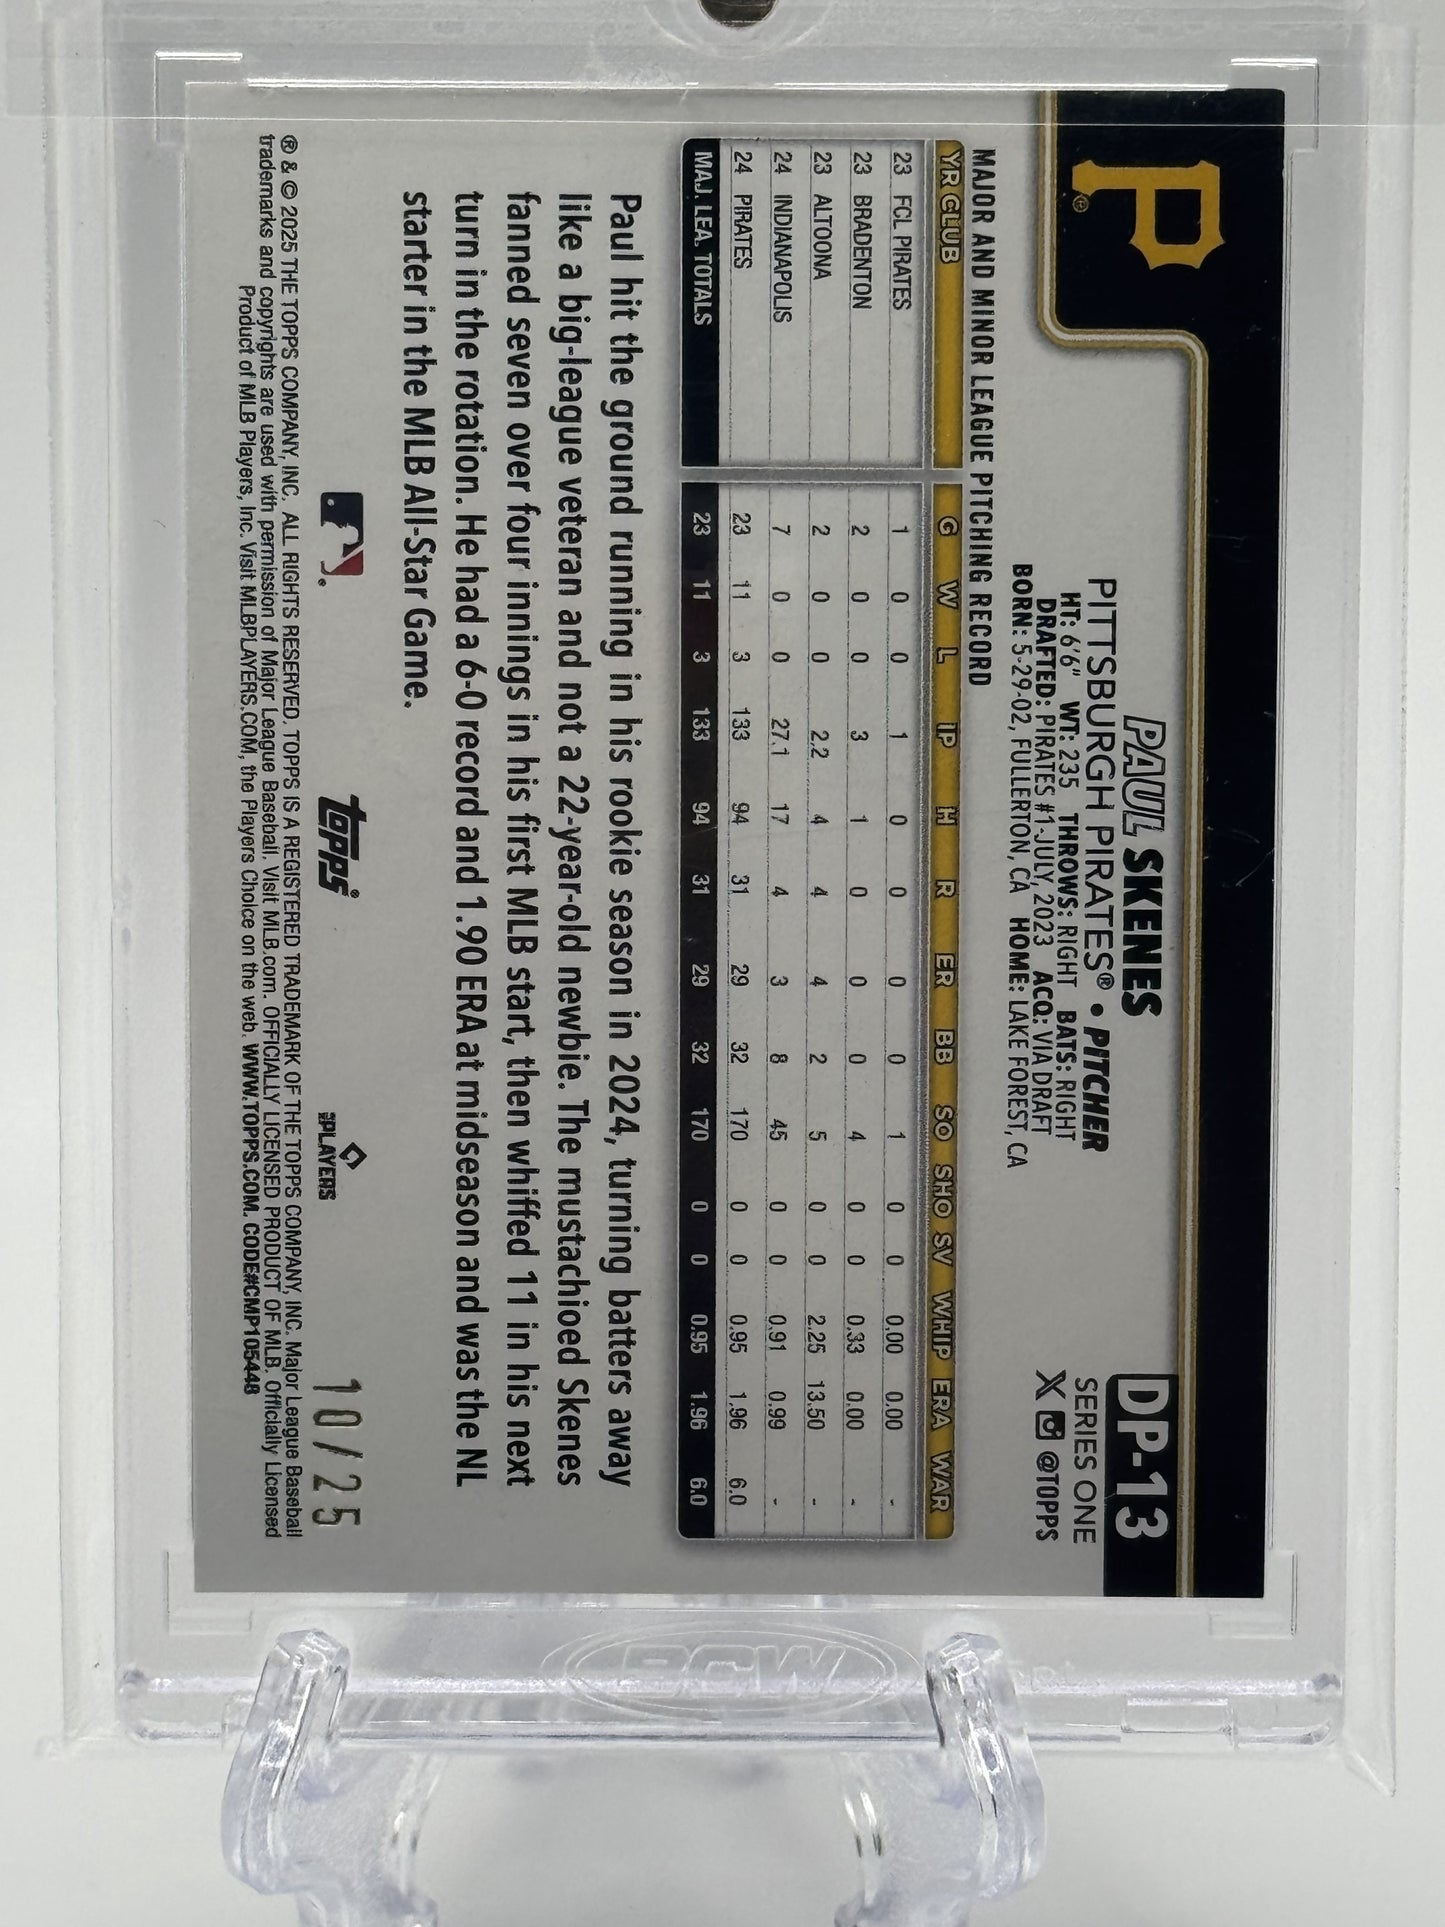 P®
PAUL SKENES
PITTSBURGH PIRATES® • PITCHER
HT: 6'6" WT: 235 THROWS: RIGHT BATS: RIGHT
DRAFTED: PIRATES #1-JULY, 2023 ACQ: VIA DRAFT
BORN: 5-29-02, FULLERTON, CA HOME: LAKE FOREST, CA
DP-13
SERIES ONE
X @TOPPS
MAJOR AND MINOR LEAGUE PITCHING RECORD
YR CLUB G W L IP H R ER BB SO SHO SV WHIP ERA WAR
23 FCL PIRATES 1 0 0 1 0 0 0 0 1 0 0 0.00 0.00 -
23 BRADENTON 2 0 0 3 1 0 0 0 4 0 0 0.33 0.00 -
23 ALTOONA 2 0 0 2.2 4 4 4 2 5 0 0 2.25 13.50 -
24 INDIANAPOLIS 7 0 0 27.1 17 4 3 8 45 0 0 0.91 0.99 -
24 PIRATES 23 11 3 133 94 31 29 32 170 0 0 0.95 1.96 6.0
MAJ. LEA. TOTALS 23 11 3 133 94 31 29 32 170 0 0 0.95 1.96 6.0
Paul hit the ground running in his rookie season in 2024, turning batters away
like a big-league veteran and not a 22-year-old newbie. The mustachioed Skenes
fanned seven over four innings in his first MLB start, then whiffed 11 in his next
turn in the rotation. He had a 6-0 record and 1.90 ERA at midseason and was the NL
starter in the MLB All-Star Game.
topps®
PLAYERS
10/25
® & © 2025 THE TOPPS COMPANY, INC. ALL RIGHTS RESERVED. TOPPS IS A REGISTERED TRADEMARK OF THE TOPPS COMPANY, INC. Major League Baseball
trademarks and copyrights are used with permission of Major League Baseball. Visit MLB.com. OFFICIALLY LICENSED PRODUCT OF MLB. Officially Licensed
Product of MLB Players, Inc. Visit MLBPLAYERS.COM, the Players Choice on the web. WWW.TOPPS.COM. CODE#CMP105448
BCW